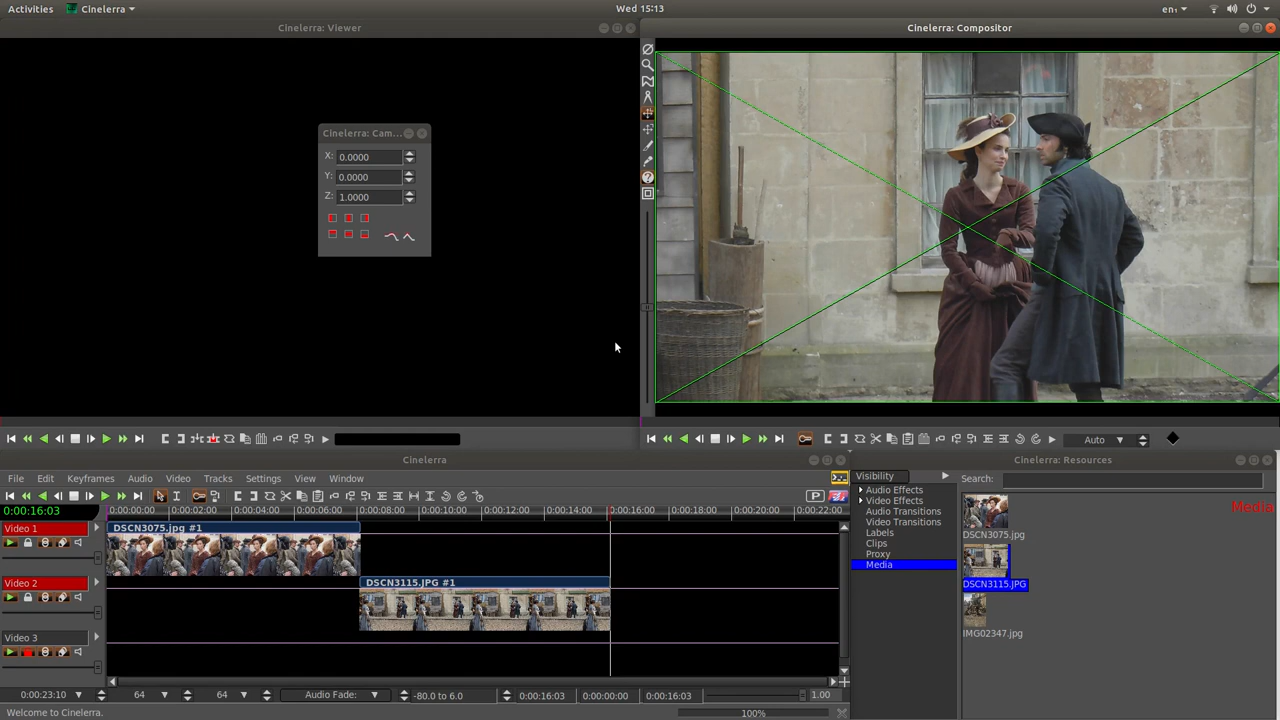 Activities Cinelerra Wed 15:13 en₁
Cinelerra: Viewer Cinelerra: Compositor
Cinelerra: Cam...
X: 0.0000
Y: 0.0000
Z: 1.0000
Auto
Cinelerra
Visibility
Cinelerra: Resources
File Edit Keyframes Audio Video Tracks Settings View Window
P
0:00:16:03 0:00:00:00 0:00:02:00 0:00:04:00 0:00:06:00 0:00:08:00 0:00:10:00 0:00:12:00 0:00:14:00 0:00:16:00 0:00:18:00 0:00:20:00 0:00:22:00
Video 1 DSCN3075.jpg #1
Video 2 DSCN3115.JPG #1
Video 3
Audio Effects
Video Effects
Audio Transitions
Video Transitions
Labels
Clips
Proxy
Media
Search:
Media
DSCN3075.jpg
DSCN3115.JPG
IMG02347.jpg
0:00:23:10 64 64 Audio Fade: -80.0 to 6.0 0:00:16:03 0:00:00:00 0:00:16:03 1.00
Welcome to Cinelerra. 100%